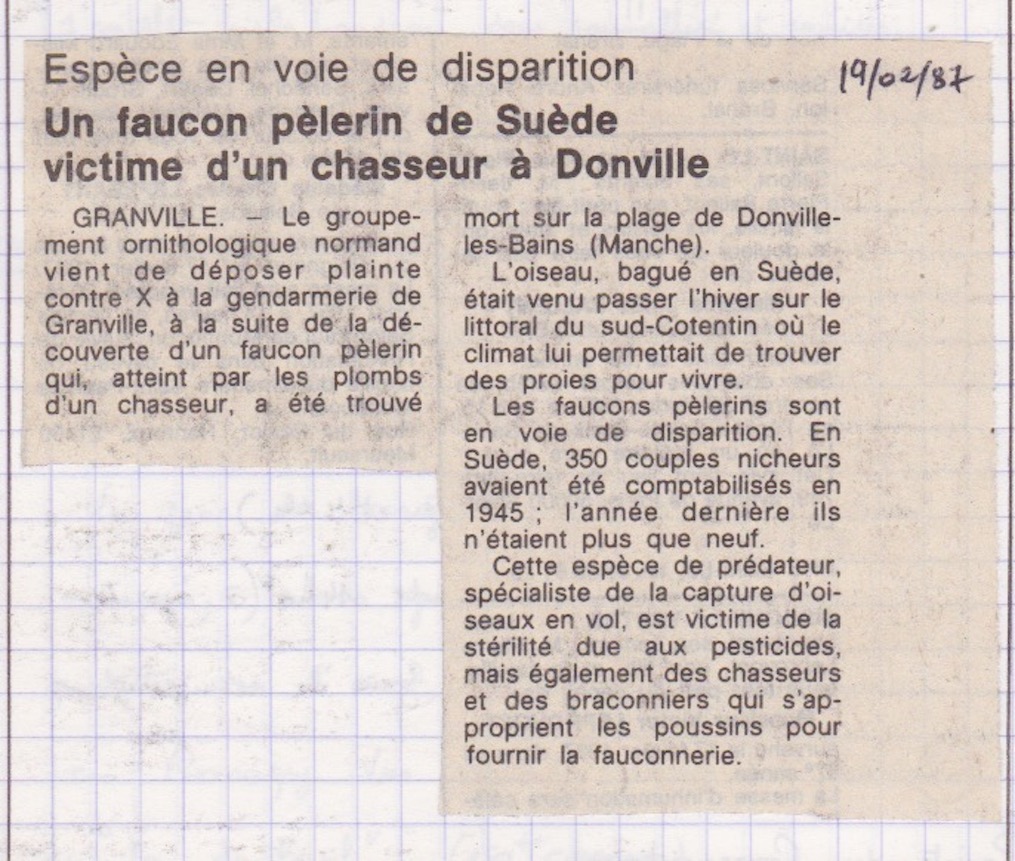 Espèce en voie de disparition
19/02/87
Un faucon pèlerin de Suède
victime d'un chasseur à Donville
GRANVILLE. — Le groupe-
ment ornithologique normand
vient de déposer plainte
contre X à la gendarmerie de
Granville, à la suite de la dé-
couverte d'un faucon pèlerin
qui, atteint par les plombs
d'un chasseur, a été trouvé
mort sur la plage de Donville-
les-Bains (Manche).
L'oiseau, bagué en Suède,
était venu passer l'hiver sur le
littoral du sud-Cotentin où le
climat lui permettait de trouver
des proies pour vivre.
Les faucons pèlerins sont
en voie de disparition. En
Suède, 350 couples nicheurs
avaient été comptabilisés en
1945 ; l'année dernière ils
n'étaient plus que neuf.
Cette espèce de prédateur,
spécialiste de la capture d'oi-
seaux en vol, est victime de la
stérilité due aux pesticides,
mais également des chasseurs
et des braconniers qui s'ap-
proprient les poussins pour
fournir la fauconnerie.